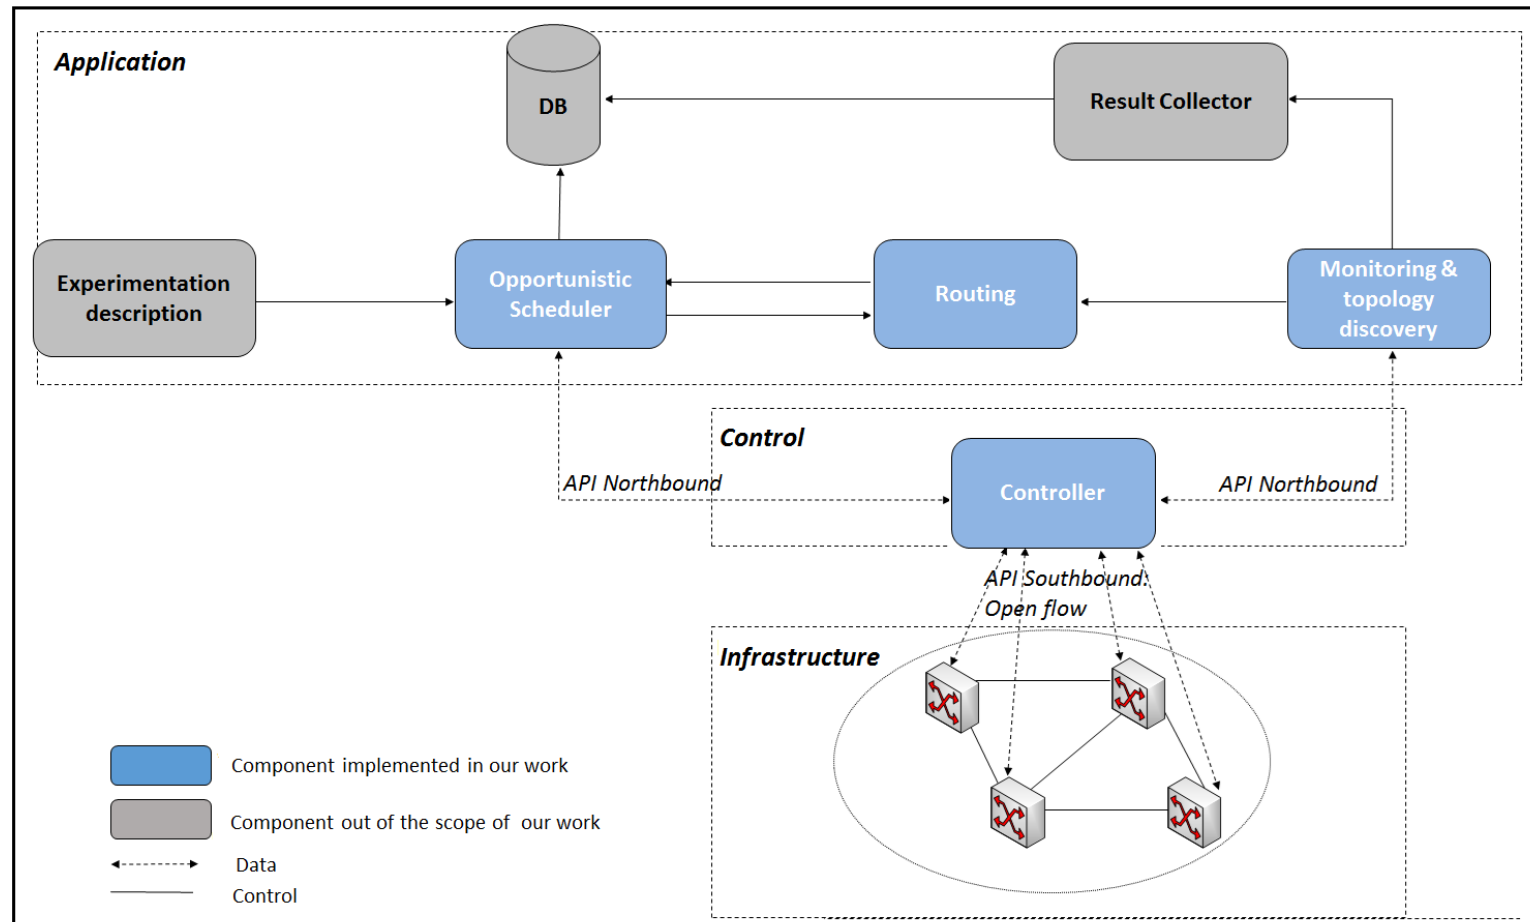 Application
DB
Result Collector
Experimentation
description
Opportunistic
Scheduler
Routing
Monitoring &
topology
discovery
Control
API Northbound
Controller
API Northbound
API Southbound:
Open flow
Infrastructure
Component implemented in our work
Component out of the scope of our work
Data
Control